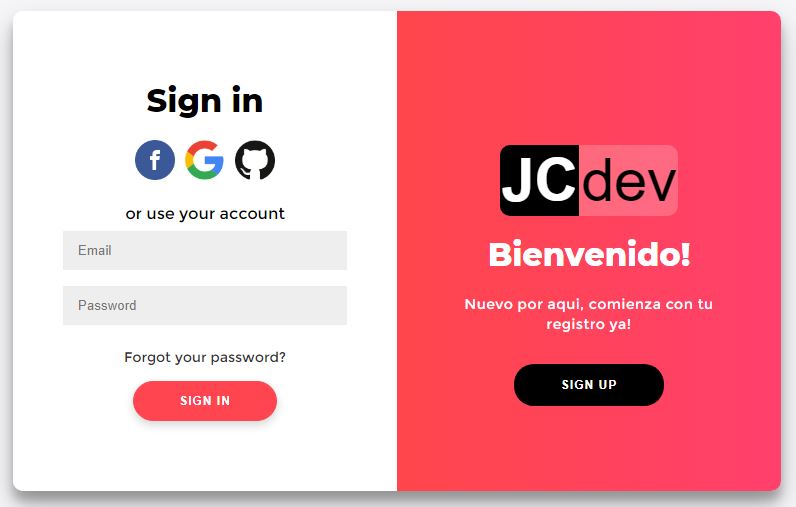 Sign in
or use your account
Email
Password
Forgot your password?
SIGN IN
JCdev
Bienvenido!
Nuevo por aqui, comienza con tu
registro ya!
SIGN UP